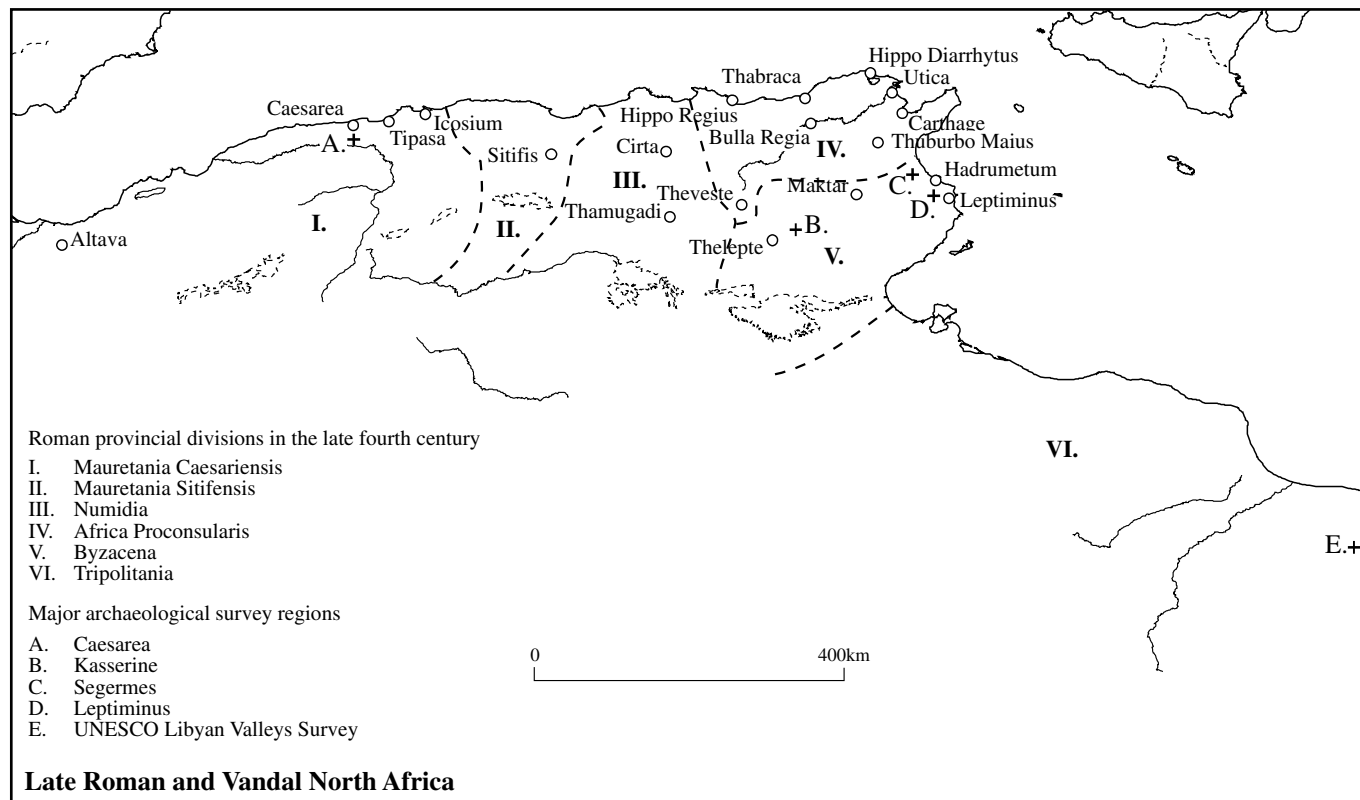 Hippo Diarrhytus
Thabraca
Utica
Caesarea
Icosium
Hippo Regius
Carthage
Tipasa
Bulla Regia
Thuburbo Maius
A.
Sitifis
Cirta
IV.
Hadrumetum
III.
Theveste
Maktar
C.
D.
Leptiminus
Thamugadi
I.
II.
B.
Altava
Thelepte
V.
Roman provincial divisions in the late fourth century
VI.
I. Mauretania Caesariensis
II. Mauretania Sitifensis
III. Numidia
IV. Africa Proconsularis
V. Byzacena
VI. Tripolitania
E.
Major archaeological survey regions
A. Caesarea
B. Kasserine
C. Segermes
D. Leptiminus
E. UNESCO Libyan Valleys Survey
0 400km
Late Roman and Vandal North Africa